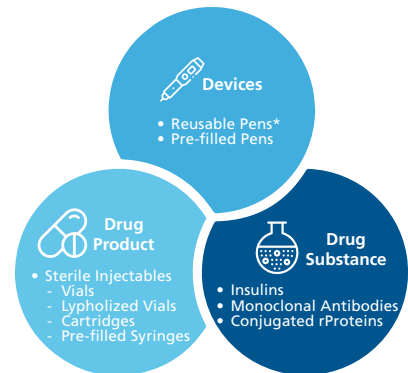 Devices
• Reusable Pens*
• Pre-filled Pens
Drug
Product
• Sterile Injectables
- Vials
- Lypholized Vials
- Cartridges
- Pre-filled Syringes
Drug
Substance
• Insulins
• Monoclonal Antibodies
• Conjugated rProteins